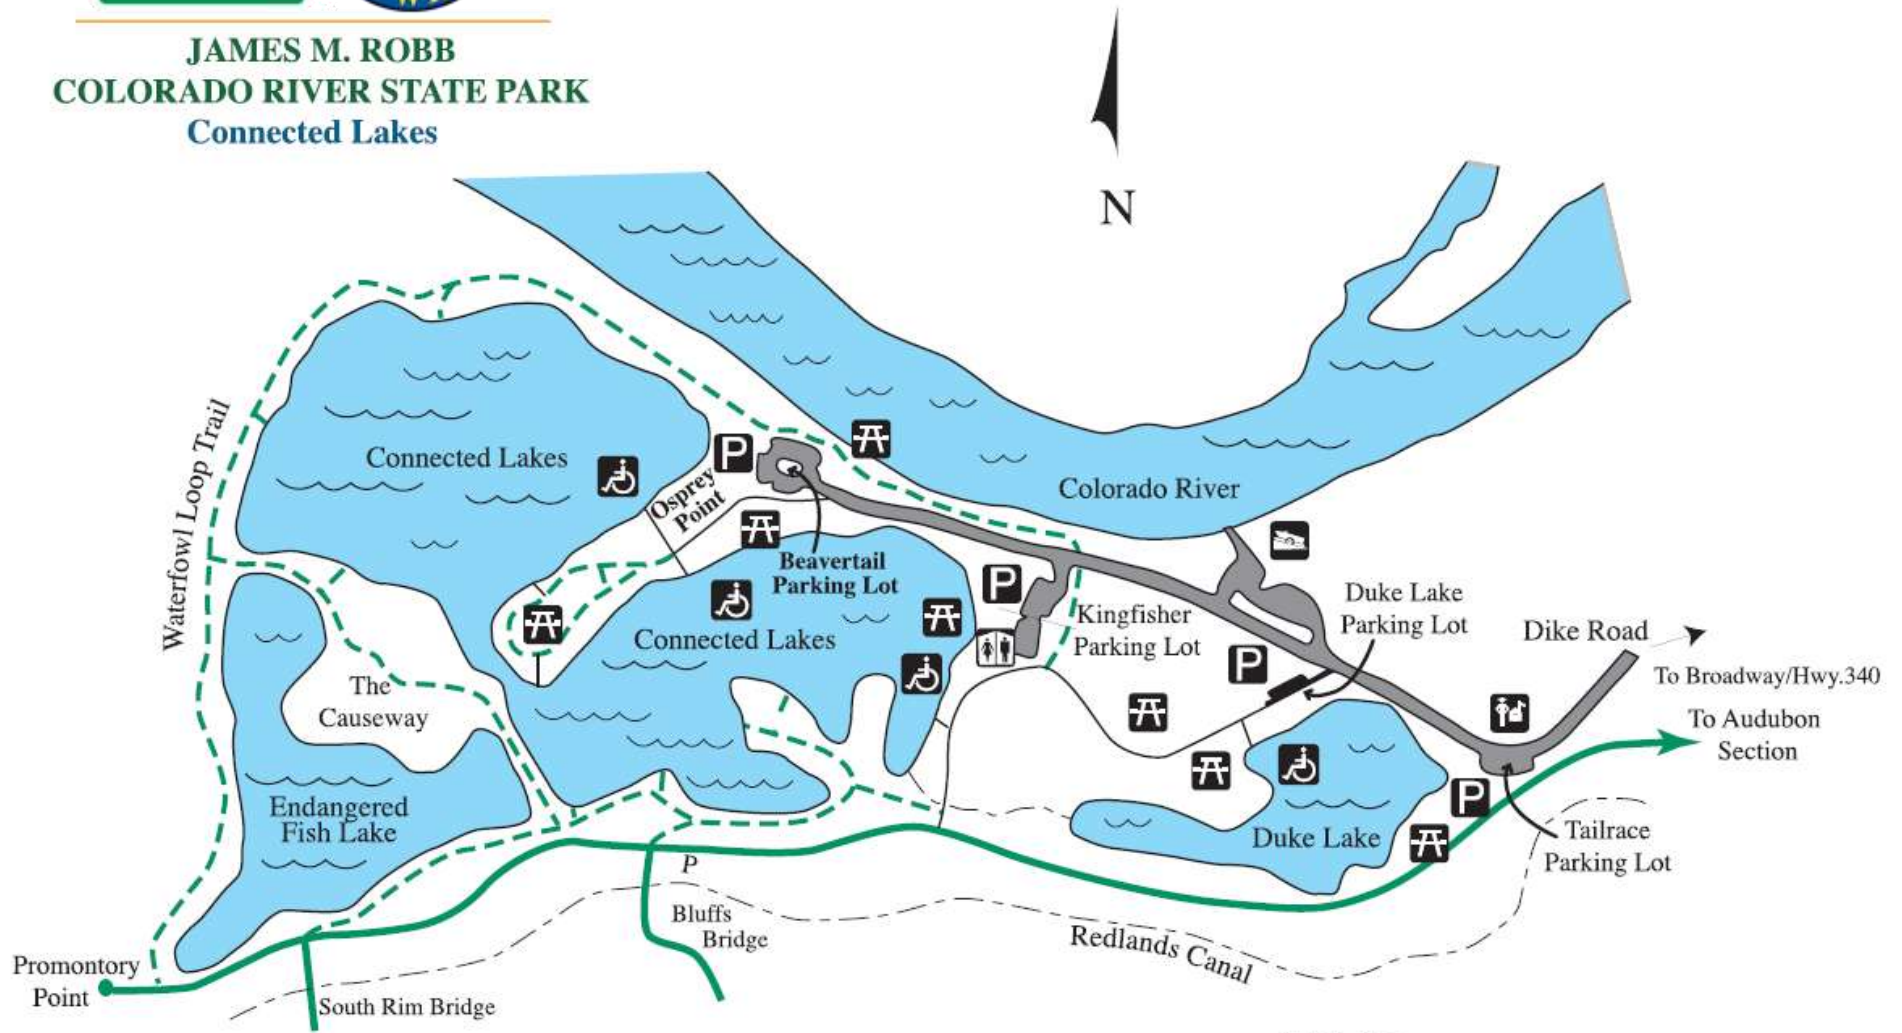 JAMES M. ROBB
COLORADO RIVER STATE PARK
Connected Lakes
N
Waterfowl Loop Trail
Connected Lakes
P
Osprey
Point
Colorado River
Beavertail
Parking Lot
P
Connected Lakes
Kingfisher
Parking Lot
Duke Lake
Parking Lot
P
Dike Road
To Broadway/Hwy.340
To Audubon
Section
The
Causeway
Endangered
Fish Lake
Duke Lake
P
Tailrace
Parking Lot
P
Bluffs
Bridge
Redlands Canal
Promontory
Point
South Rim Bridge